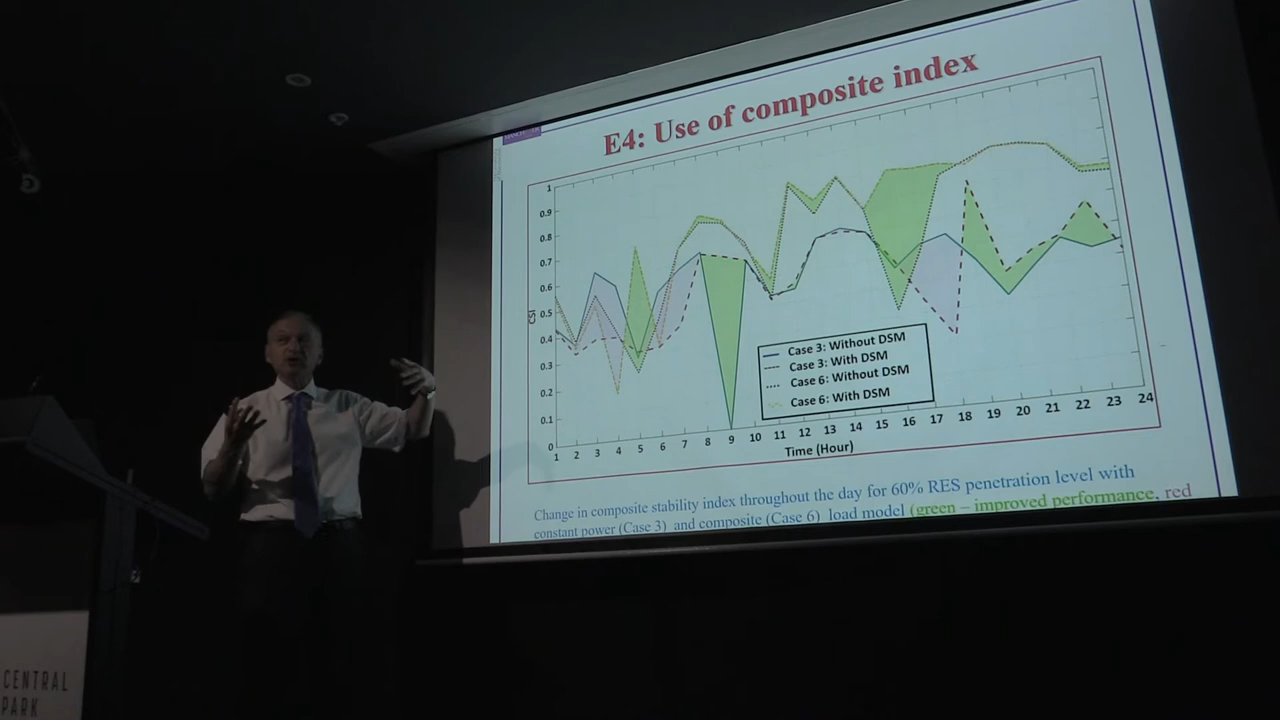 E4: Use of composite index
1
0.9
0.8
0.7
0.6
0.5
0.4
0.3
0.2
0.1
0
CSI
Case 3: Without DSM
Case 3: With DSM
Case 6: Without DSM
Case 6: With DSM
1 2 3 4 5 6 7 8 9 10 11 12 13 14 15 16 17 18 19 20 21 22 23 24
Time (Hour)
Change in composite stability index throughout the day for 60% RES penetration level with
constant power (Case 3) and composite (Case 6) load model (green – improved performance, red
CENTRAL
PARK